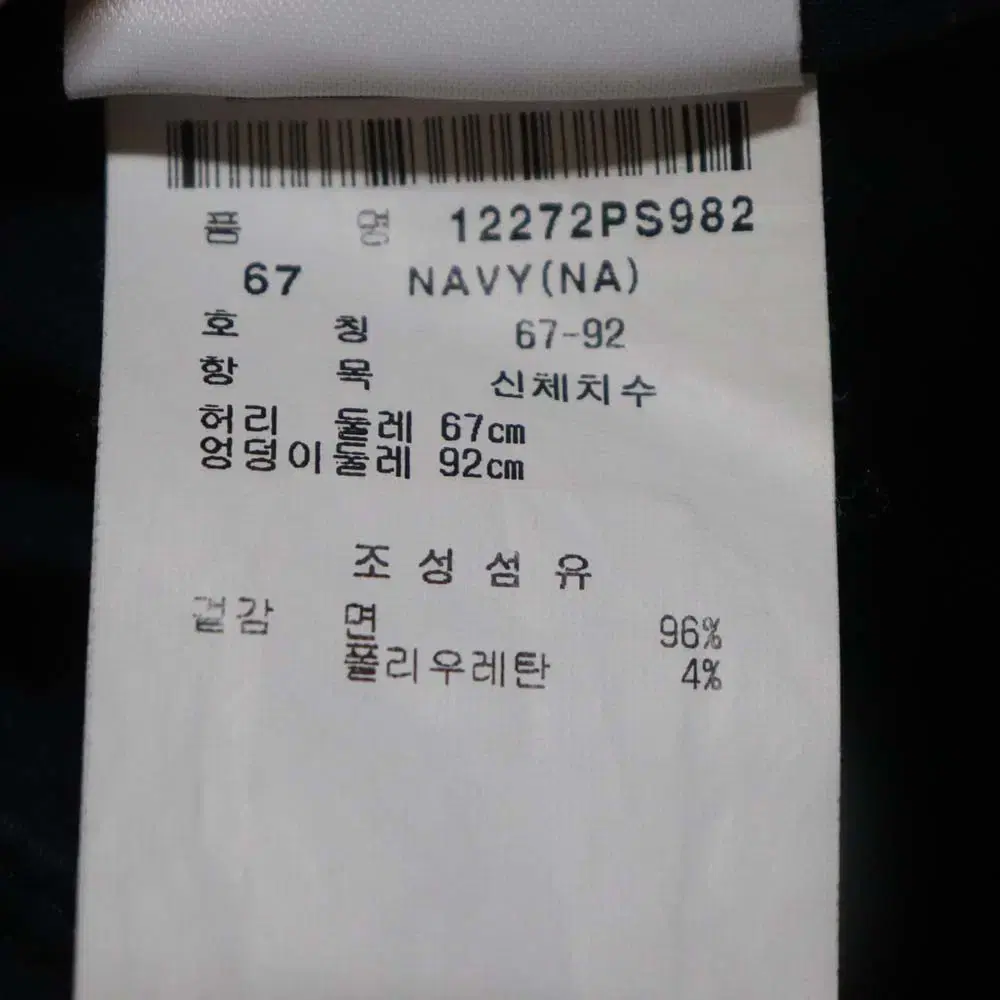 품 명 12272PS982
67 NAVY(NA)
호 칭 67-92
항 목 신체치수
허리 둘레 67cm
엉덩이둘레 92cm
조 성 섬 유
겉감 면 96%
폴리우레탄 4%